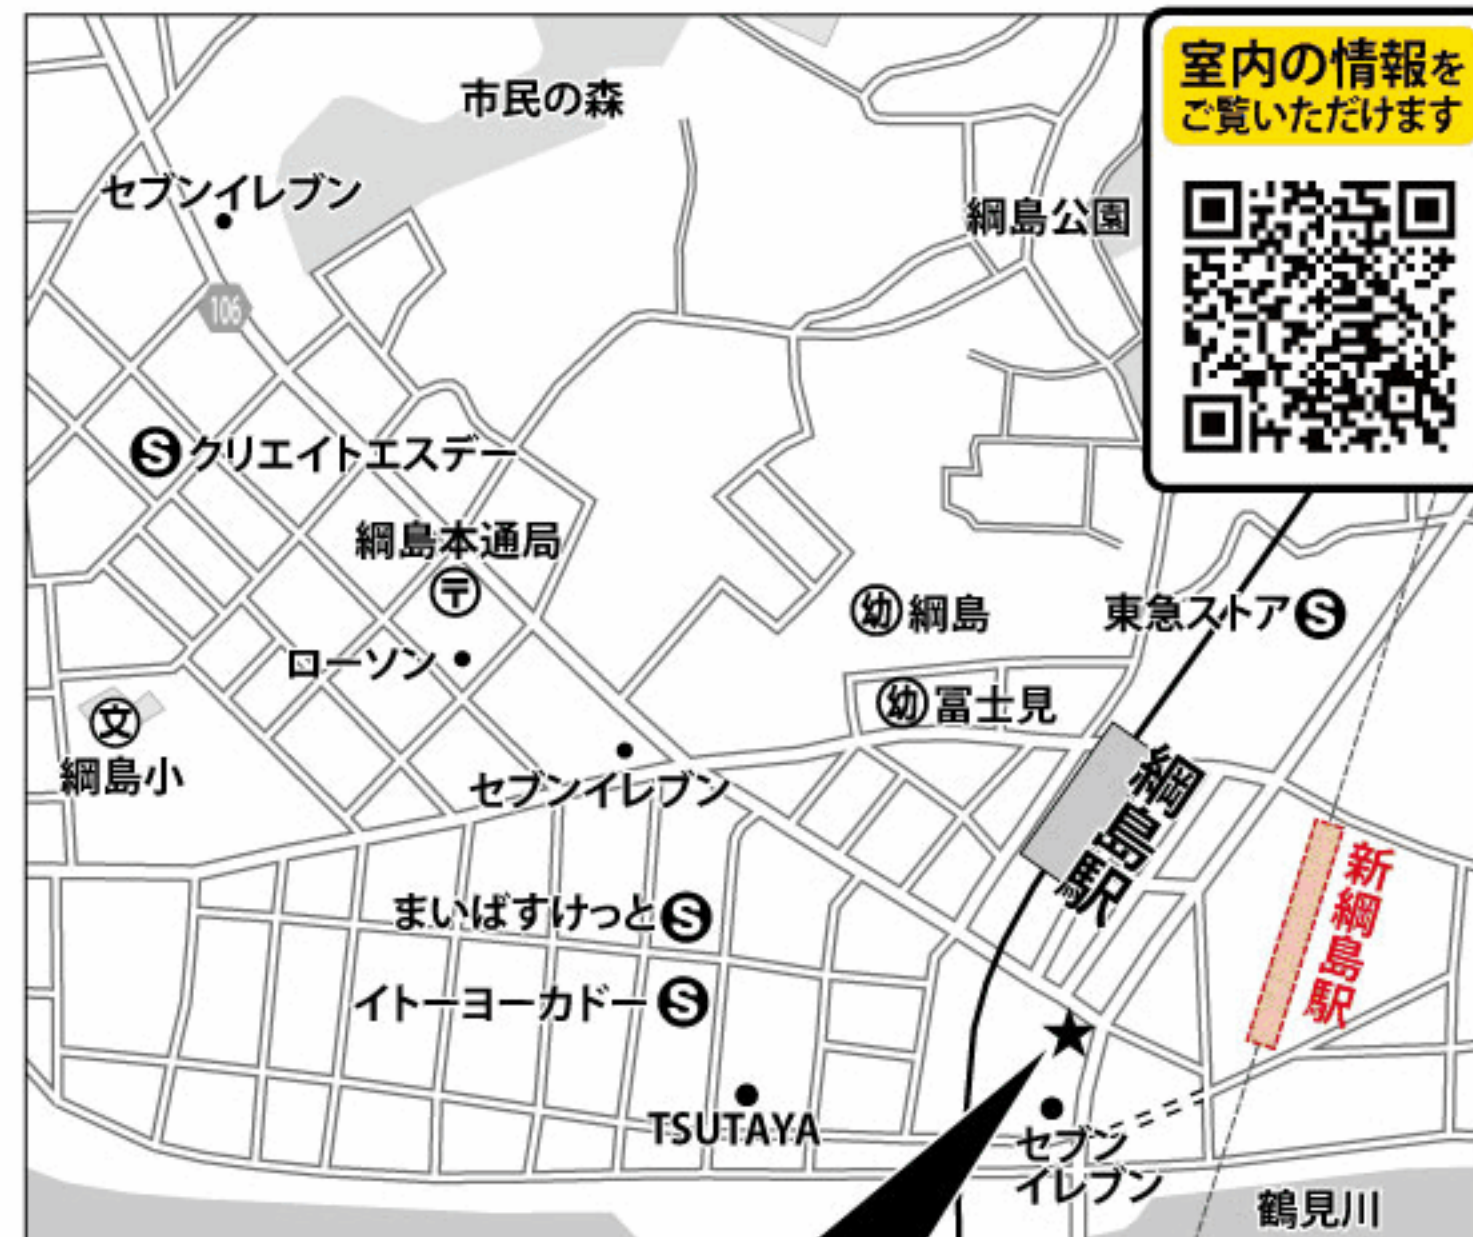 室内の情報を
ご覧いただけます
市民の森
セブンイレブン
綱島公園
106
S クリエイトエスデー
綱島本通局
〒
幼 綱島
東急ストア S
ローソン
幼 冨士見
文
綱島小
綱島駅
セブンイレブン
新綱島駅
まいばすけっと S
イトーヨーカドー S
TSUTAYA
セブン
イレブン
鶴見川